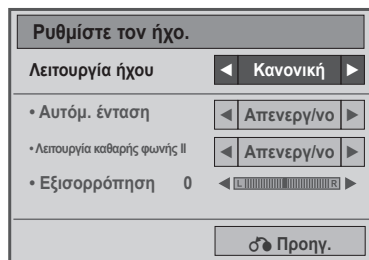 Ρυθμίστε τον ήχο.
Λειτουργία ήχου ◄ Κανονική ►
• Αυτόμ. ένταση ◄ Απενεργ/νο ►
• Λειτουργία καθαρής φωνής II ◄ Απενεργ/νο ►
• Εξισορρόπηση 0 ◄ L R ►
Προηγ.